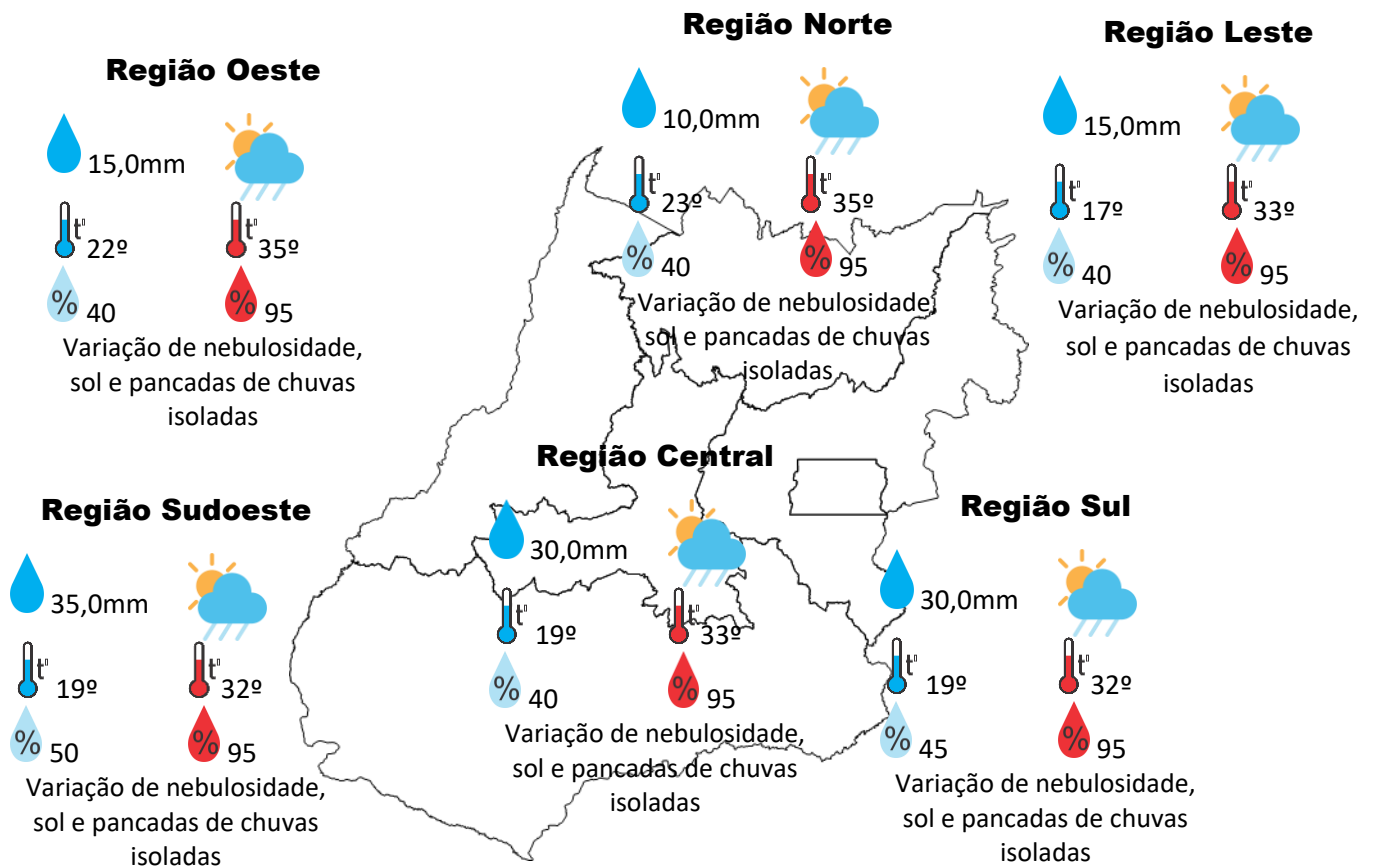 Região Oeste
15,0mm
t°
22º
t°
35º
%
40
%
95
Variação de nebulosidade,
sol e pancadas de chuvas
isoladas
Região Norte
10,0mm
t°
23º
t°
35º
%
40
%
95
Variação de nebulosidade,
sol e pancadas de chuvas
isoladas
Região Leste
15,0mm
t°
17º
t°
33º
%
40
%
95
Variação de nebulosidade,
sol e pancadas de chuvas
isoladas
Região Sudoeste
35,0mm
t°
19º
t°
32º
%
50
%
95
Variação de nebulosidade,
sol e pancadas de chuvas
isoladas
Região Central
30,0mm
t°
19º
t°
33º
%
40
%
95
Variação de nebulosidade,
sol e pancadas de chuvas
isoladas
Região Sul
30,0mm
t°
19º
t°
32º
%
45
%
95
Variação de nebulosidade,
sol e pancadas de chuvas
isoladas